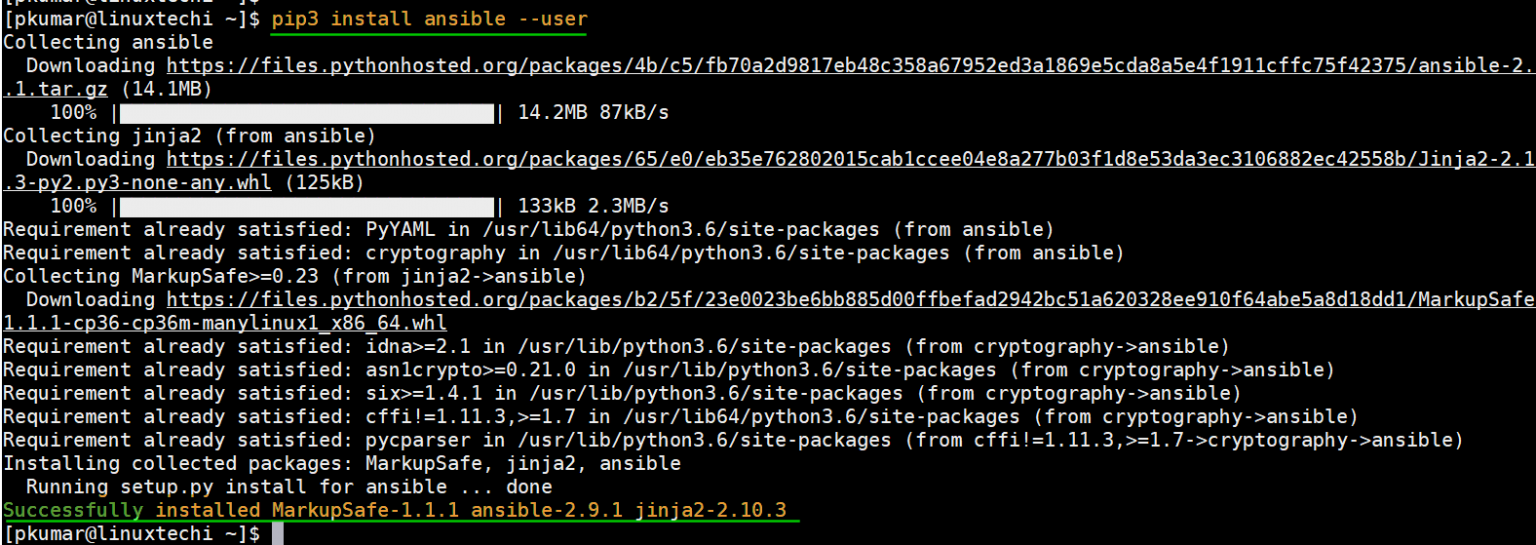 [pkumar@linuxtechi ~]$ pip3 install ansible --user
Collecting ansible
Downloading https://files.pythonhosted.org/packages/4b/c5/fb70a2d9817eb48c358a67952ed3a1869e5cda8a5e4f1911cffc75f42375/ansible-2.
.1.tar.gz (14.1MB)
100% | | 14.2MB 87kB/s
Collecting jinja2 (from ansible)
Downloading https://files.pythonhosted.org/packages/65/e0/eb35e762802015cab1ccee04e8a277b03f1d8e53da3ec3106882ec42558b/Jinja2-2.1
.3-py2.py3-none-any.whl (125kB)
100% | | 133kB 2.3MB/s
Requirement already satisfied: PyYAML in /usr/lib64/python3.6/site-packages (from ansible)
Requirement already satisfied: cryptography in /usr/lib64/python3.6/site-packages (from ansible)
Collecting MarkupSafe>=0.23 (from jinja2->ansible)
Downloading https://files.pythonhosted.org/packages/b2/5f/23e0023be6bb885d00ffbefad2942bc51a620328ee910f64abe5a8d18dd1/MarkupSafe
1.1.1-cp36-cp36m-manylinux1_x86_64.whl
Requirement already satisfied: idna>=2.1 in /usr/lib/python3.6/site-packages (from cryptography->ansible)
Requirement already satisfied: asn1crypto>=0.21.0 in /usr/lib/python3.6/site-packages (from cryptography->ansible)
Requirement already satisfied: six>=1.4.1 in /usr/lib/python3.6/site-packages (from cryptography->ansible)
Requirement already satisfied: cffi!=1.11.3,>=1.7 in /usr/lib64/python3.6/site-packages (from cryptography->ansible)
Requirement already satisfied: pycparser in /usr/lib/python3.6/site-packages (from cffi!=1.11.3,>=1.7->cryptography->ansible)
Installing collected packages: MarkupSafe, jinja2, ansible
Running setup.py install for ansible ... done
Successfully installed MarkupSafe-1.1.1 ansible-2.9.1 jinja2-2.10.3
[pkumar@linuxtechi ~]$